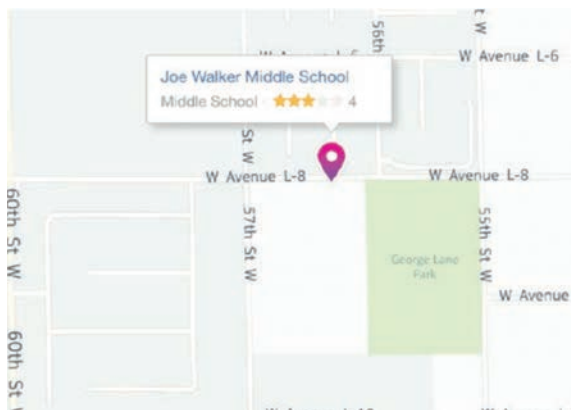 56th
W Avenue L-6
Joe Walker Middle School
Middle School 4
St W
W Avenue L-8
W Avenue L-8
60th St W
57th St W
55th St W
George Lane
Park
W Avenue
60th St W